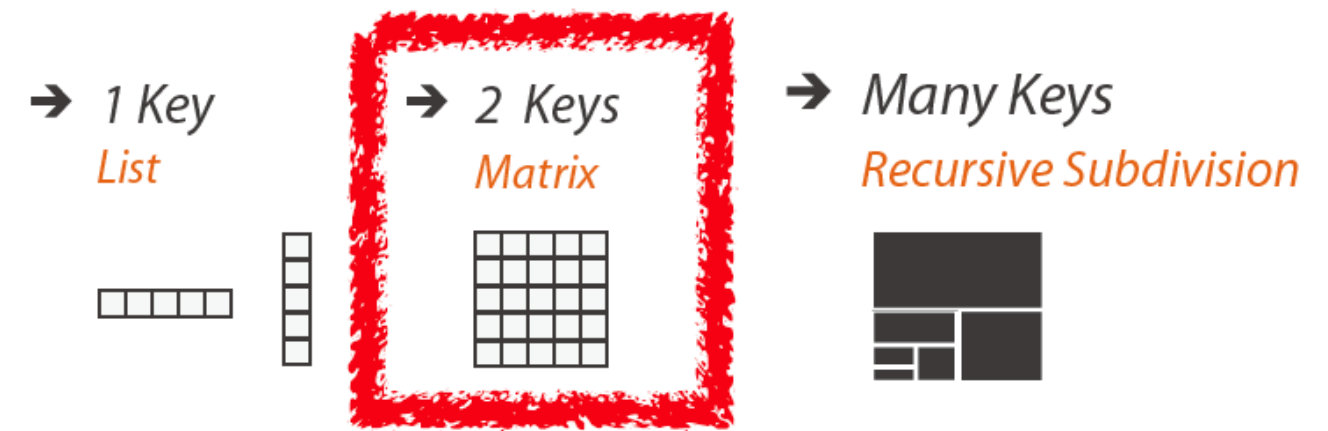 ➔ 1 Key
List
➔ 2 Keys
Matrix
➔ Many Keys
Recursive Subdivision